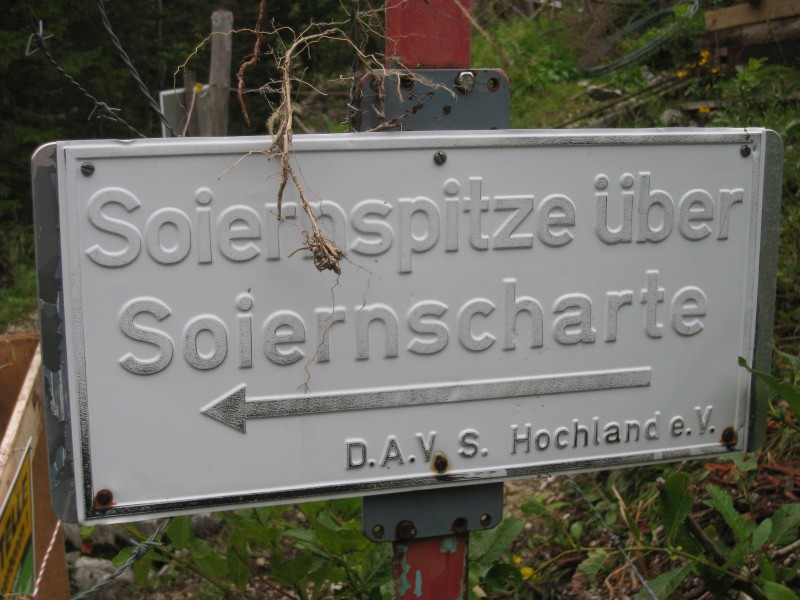 Soiernspitze über
Soiernscharte
D.A.V. S. Hochland e.V.